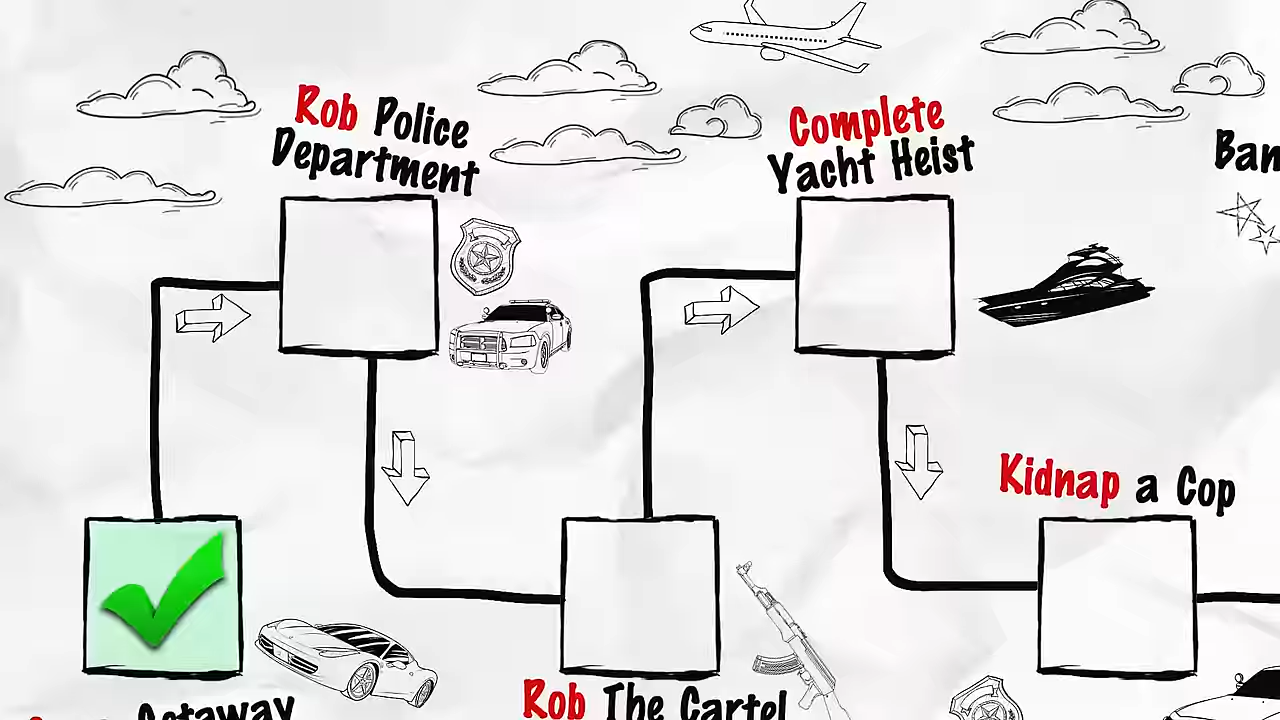 Rob Police
Department
Complete
Yacht Heist
Kidnap a Cop
Getaway
Rob The Cartel